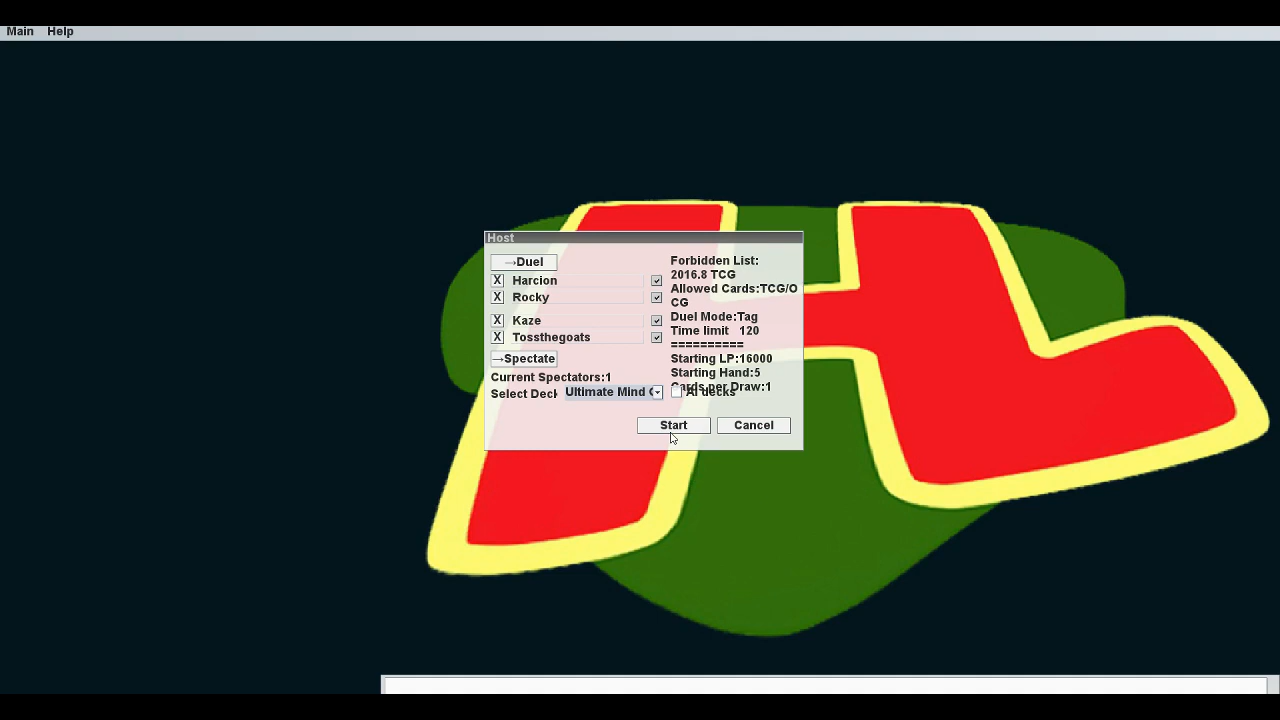 Main Help
Host
→Duel
X Harcion
X Rocky
X Kaze
X Tossthegoats
→Spectate
Current Spectators:1
Select Deck Ultimate Mind
Forbidden List:
2016.8 TCG
Allowed Cards:TCG/O
CG
Duel Mode:Tag
Time limit 120
==========
Starting LP:16000
Starting Hand:5
Cards per Draw:1
AI decks
Start Cancel